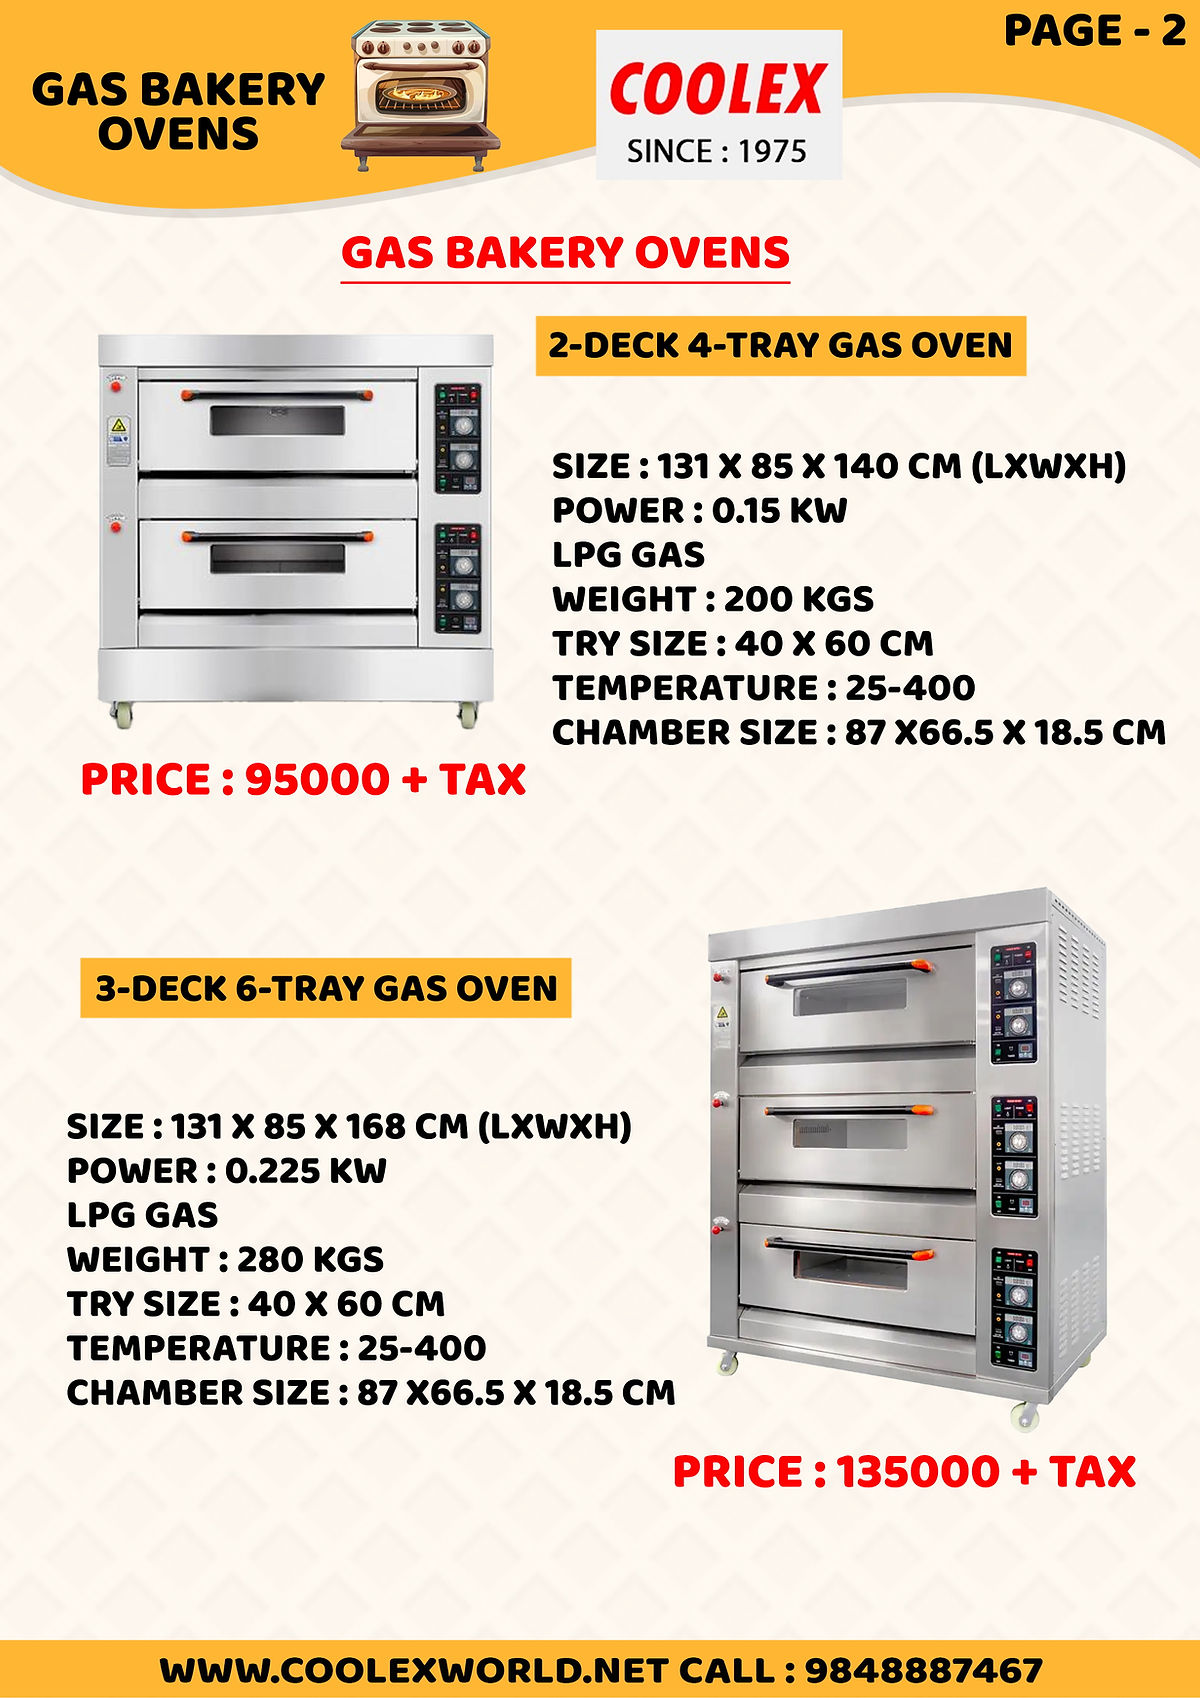 PAGE - 2
GAS BAKERY
OVENS
COOLEX
SINCE : 1975
GAS BAKERY OVENS
2-DECK 4-TRAY GAS OVEN
SIZE : 131 X 85 X 140 CM (LXWXH)
POWER : 0.15 KW
LPG GAS
WEIGHT : 200 KGS
TRY SIZE : 40 X 60 CM
TEMPERATURE : 25-400
CHAMBER SIZE : 87 X66.5 X 18.5 CM
PRICE : 95000 + TAX
3-DECK 6-TRAY GAS OVEN
SIZE : 131 X 85 X 168 CM (LXWXH)
POWER : 0.225 KW
LPG GAS
WEIGHT : 280 KGS
TRY SIZE : 40 X 60 CM
TEMPERATURE : 25-400
CHAMBER SIZE : 87 X66.5 X 18.5 CM
PRICE : 135000 + TAX
WWW.COOLEXWORLD.NET CALL : 9848887467